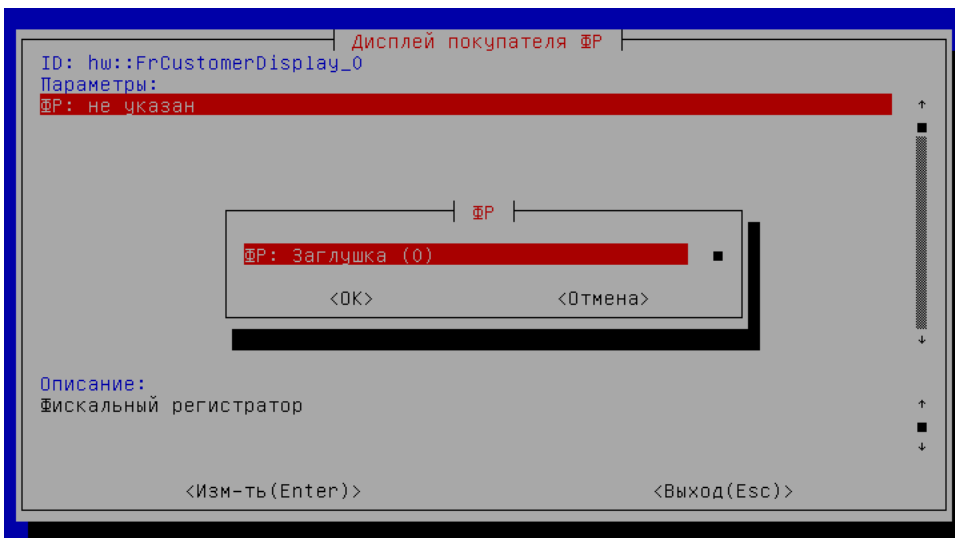 Дисплей покупателя ФР
ID: hw::FrCustomerDisplay_0
Параметры:
ФР: не указан
ФР
ФР: Заглушка (0)
<OK> <Отмена>
Описание:
Фискальный регистратор
<Изм-ть(Enter)> <Выход(Esc)>